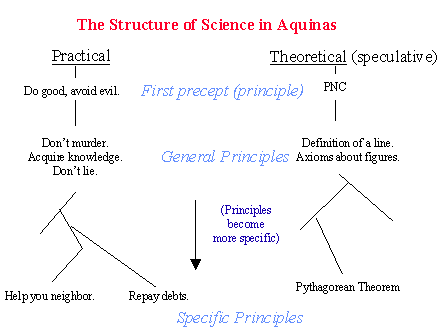 The Structure of Science in Aquinas
Practical
Theoretical (speculative)
Do good, avoid evil.
First precept (principle)
PNC
Don't murder.
Acquire knowledge.
Don't lie.
General Principles
Definition of a line.
Axioms about figures.
(Principles
become
more specific)
Help you neighbor.
Repay debts.
Pythagorean Theorem
Specific Principles